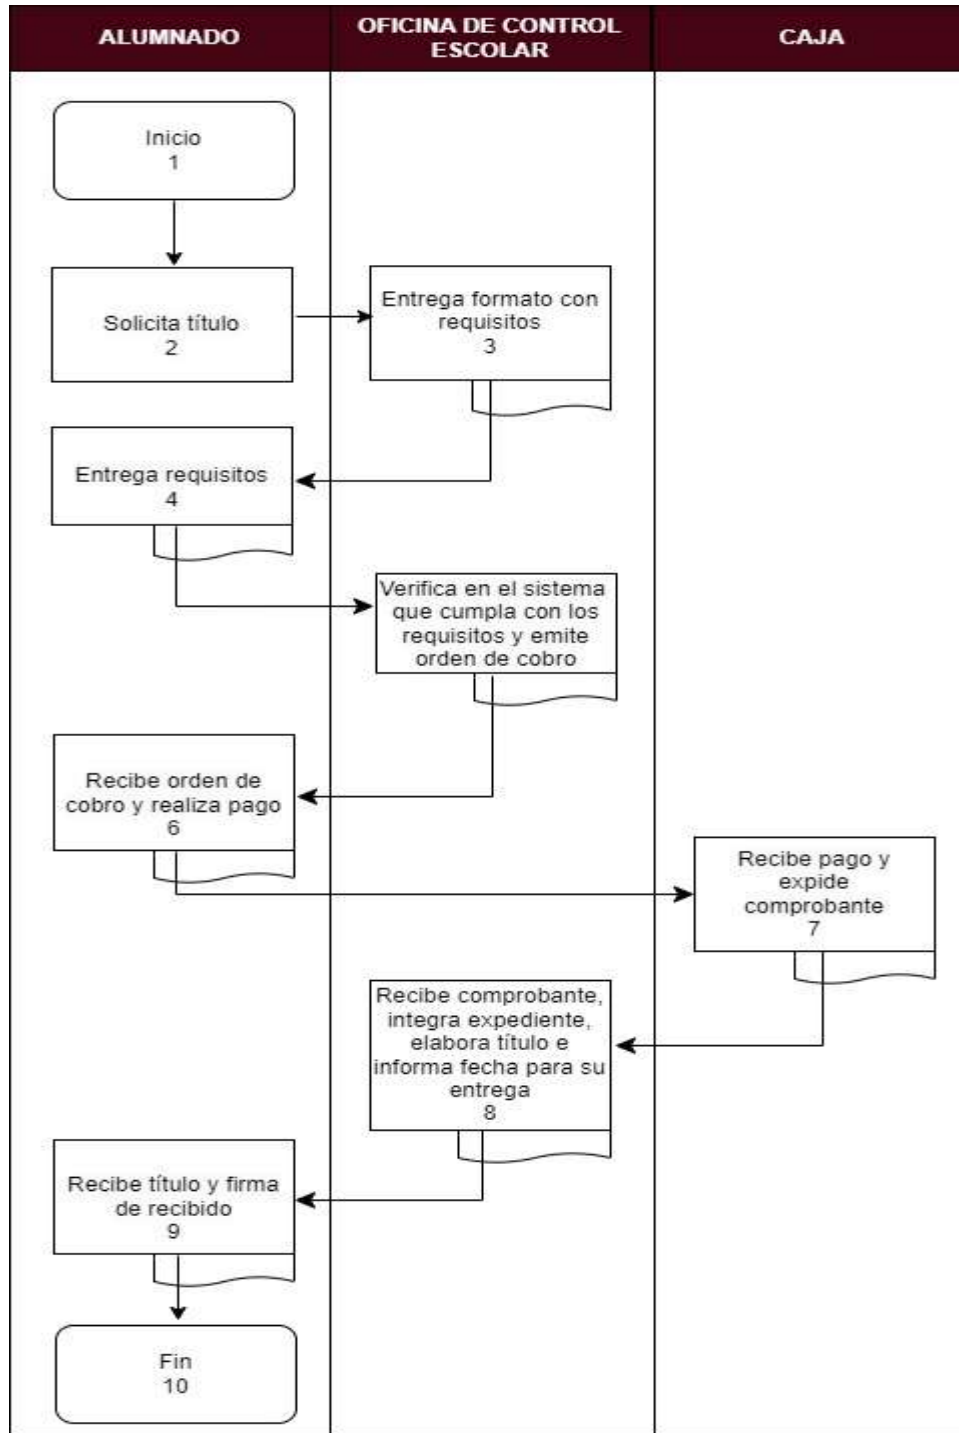 ALUMNADO
OFICINA DE CONTROL
ESCOLAR
CAJA
Inicio
1
Solicita título
2
Entrega formato con
requisitos
3
Entrega requisitos
4
Verifica en el sistema
que cumpla con los
requisitos y emite
orden de cobro
Recibe orden de
cobro y realiza pago
6
Recibe pago y
expide
comprobante
7
Recibe comprobante,
integra expediente,
elabora título e
informa fecha para su
entrega
8
Recibe título y firma
de recibido
9
Fin
10